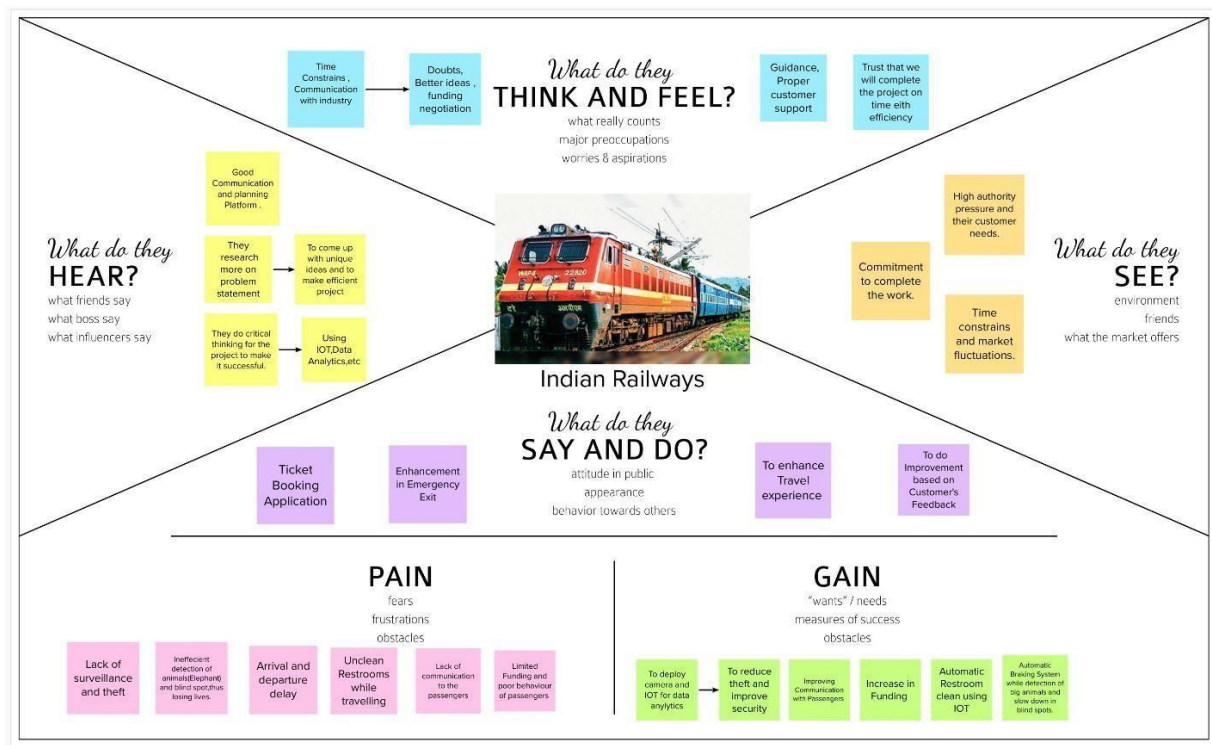 What do they
THINK AND FEEL?
what really counts
major preoccupations
worries & aspirations
Time
Constrains ,
Communication
with industry
Doubts,
Better ideas ,
funding
negotiation
Guidance,
Proper
customer
support
Trust that we
will complete
the project on
time eith
efficiency
What do they
HEAR?
what friends say
what boss say
what influencers say
Good
Communication
and planning
Platform .
They
research
more on
problem
statement
To come up
with unique
ideas and to
make efficient
project
They do critical
thinking for the
project to make
it successful.
Using
IOT,Data
Analytics,etc
WAP4
22820
Indian Railways
What do they
SEE?
environment
friends
what the market offers
High authority
pressure and
their customer
needs.
Commitment
to complete
the work.
Time
constrains
and market
fluctuations.
What do they
SAY AND DO?
attitude in public
appearance
behavior towards others
Ticket
Booking
Application
Enhancement
in Emergency
Exit
To enhance
Travel
experience
To do
Improvement
based on
Customer's
Feedback
PAIN
fears
frustrations
obstacles
Lack of
surveillance
and theft
Ineffecient
detection of
animals(Elephant)
and blind spot,thus
losing lives.
Arrival and
departure
delay
Unclean
Restrooms
while
travelling
Lack of
communication
to the
passengers
Limited
Funding and
poor behaviour
of passengers
GAIN
"wants" / needs
measures of success
obstacles
To deploy
camera and
IOT for data
anylytics
To reduce
theft and
improve
security
Improving
Communication
with Passengers
Increase in
Funding
Automatic
Restroom
clean using
IOT
Automatic
Braking System
while detection of
big animals and
slow down in
blind spots.